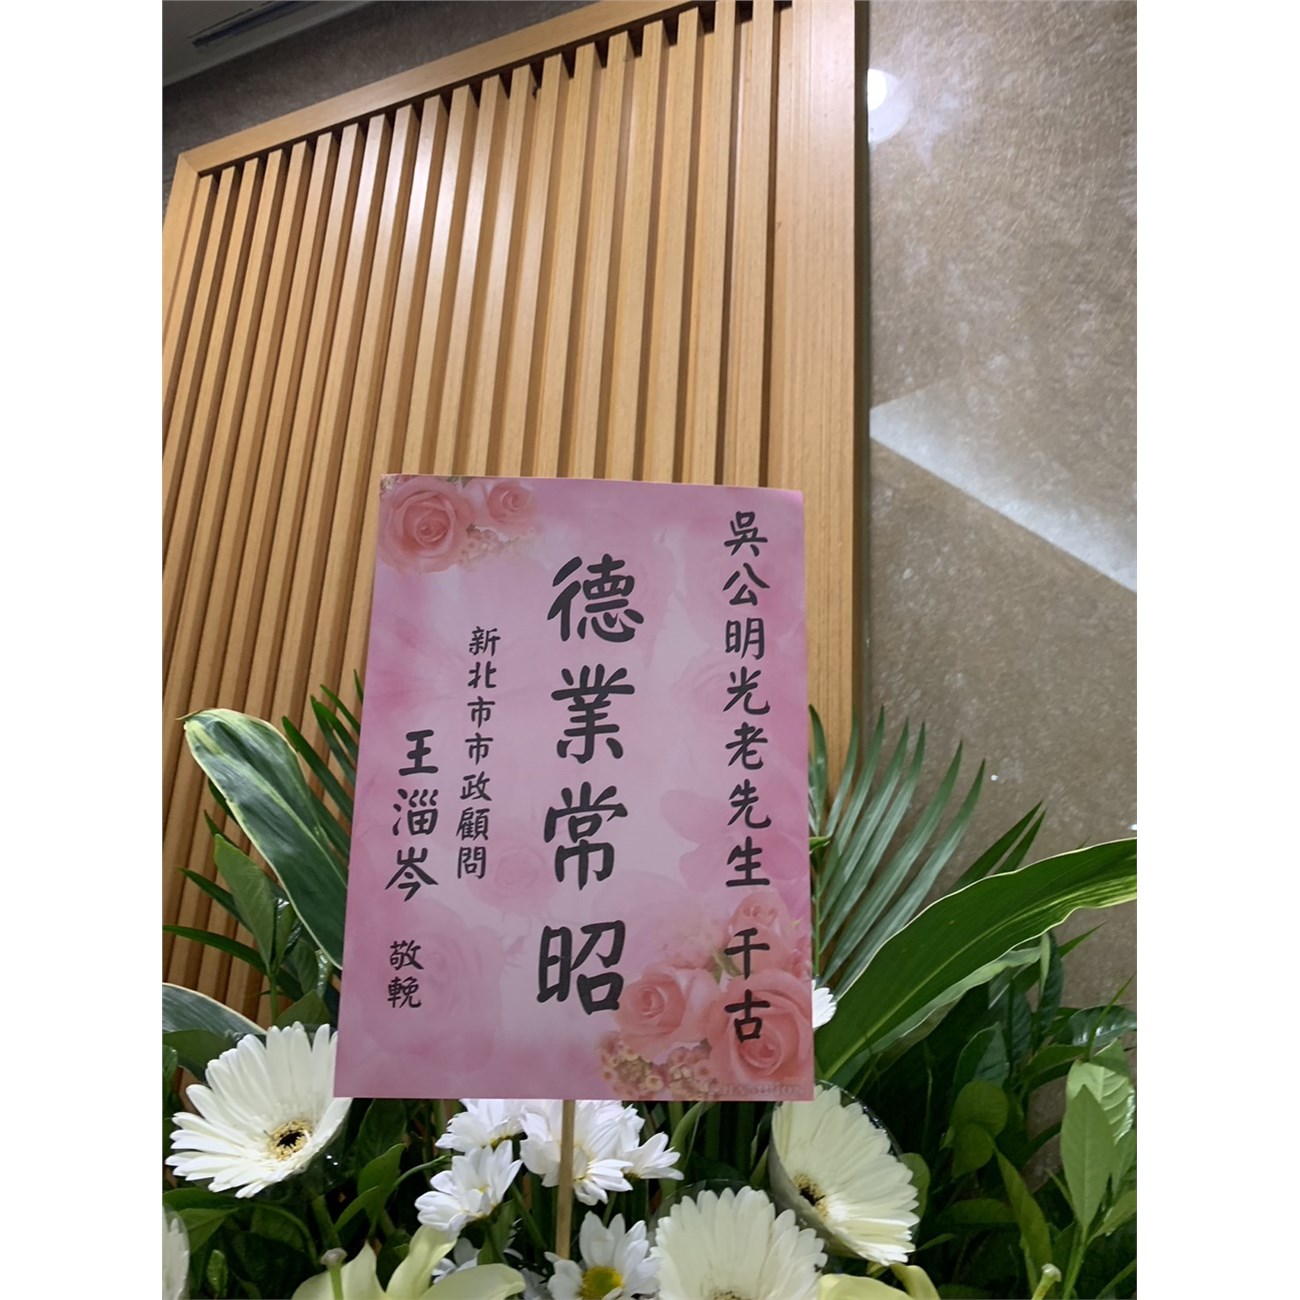 吳公明光老先生 千古
德業常昭
新北市市政顧問
王淄岑 敬輓